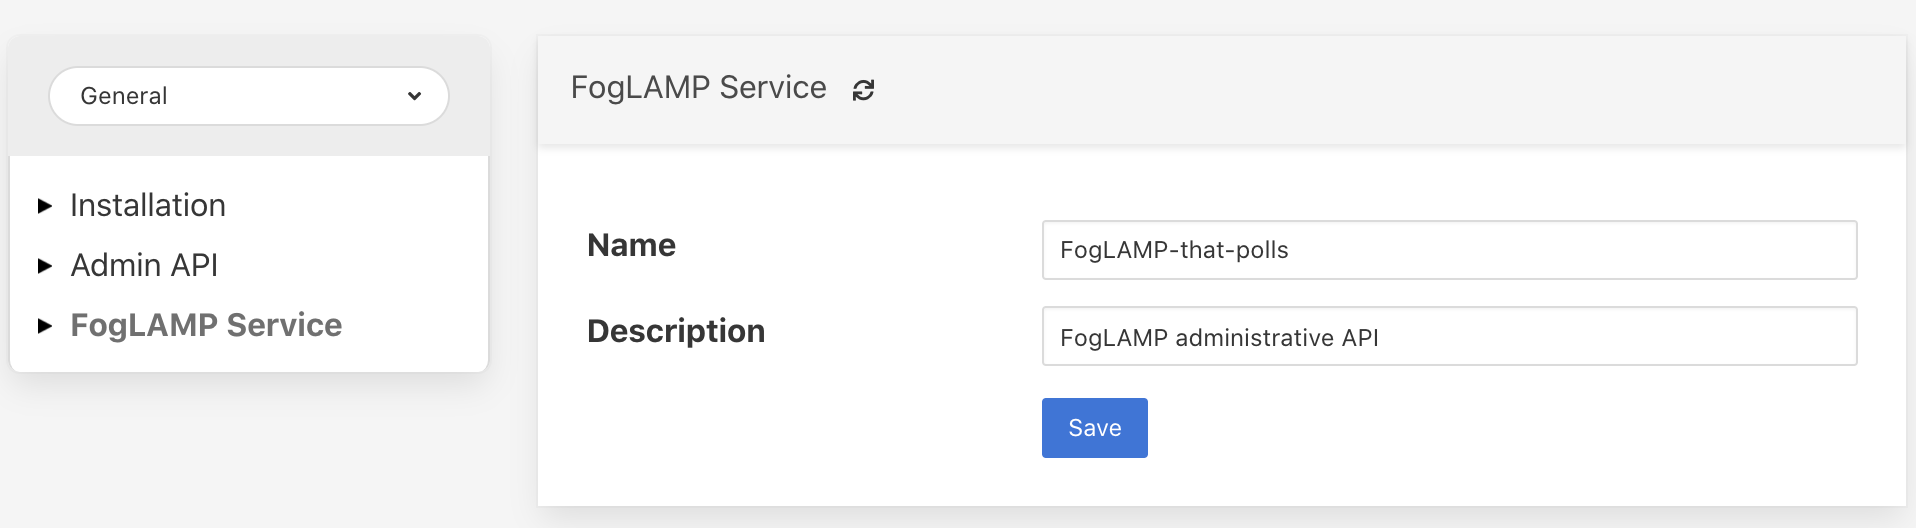 General
Installation
Admin API
FogLAMP Service
FogLAMP Service
Name
FogLAMP-that-polls
Description
FogLAMP administrative API
Save